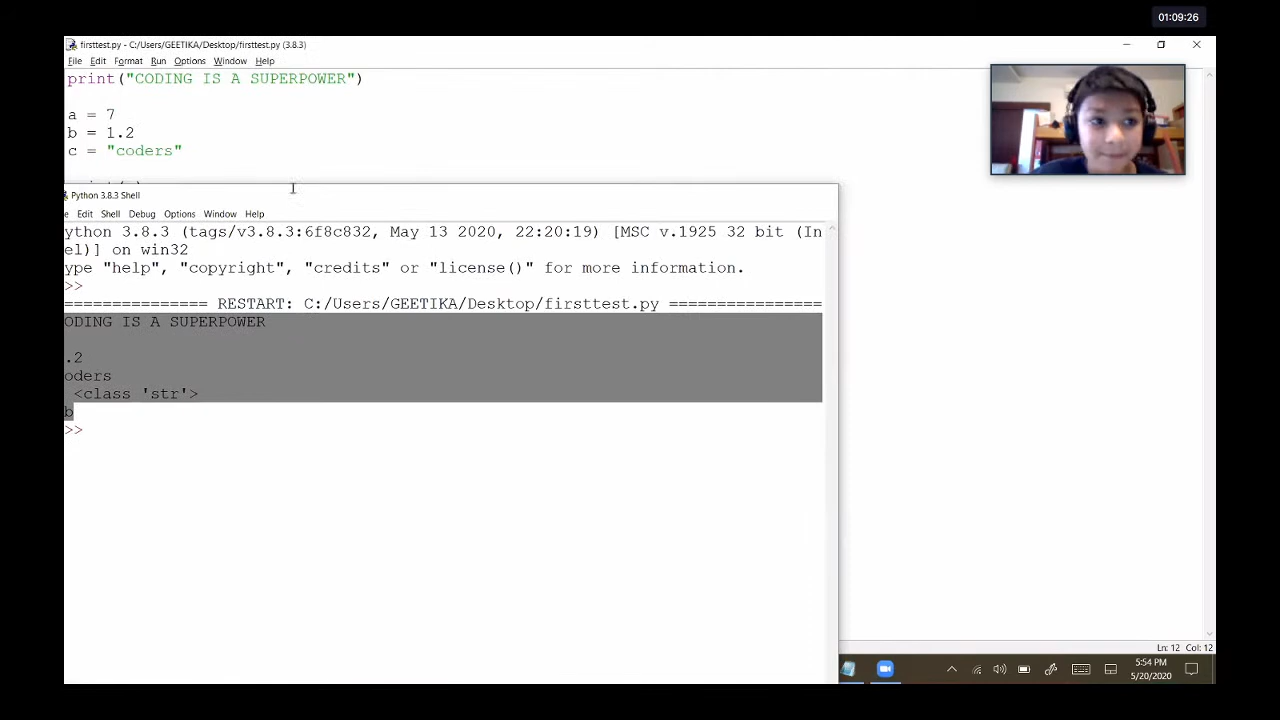 01:09:26
firsttest.py - C:/Users/GEETIKA/Desktop/firsttest.py (3.8.3)
File Edit Format Run Options Window Help
print("CODING IS A SUPERPOWER")
a = 7
b = 1.2
c = "coders"
Python 3.8.3 Shell
e Edit Shell Debug Options Window Help
ython 3.8.3 (tags/v3.8.3:6f8c832, May 13 2020, 22:20:19) [MSC v.1925 32 bit (In
el)] on win32
ype "help", "copyright", "credits" or "license()" for more information.
>>
=============== RESTART: C:/Users/GEETIKA/Desktop/firsttest.py ================
ODING IS A SUPERPOWER
.2
oders
<class 'str'>
b
>>
Ln: 12 Col: 12
5:54 PM
5/20/2020